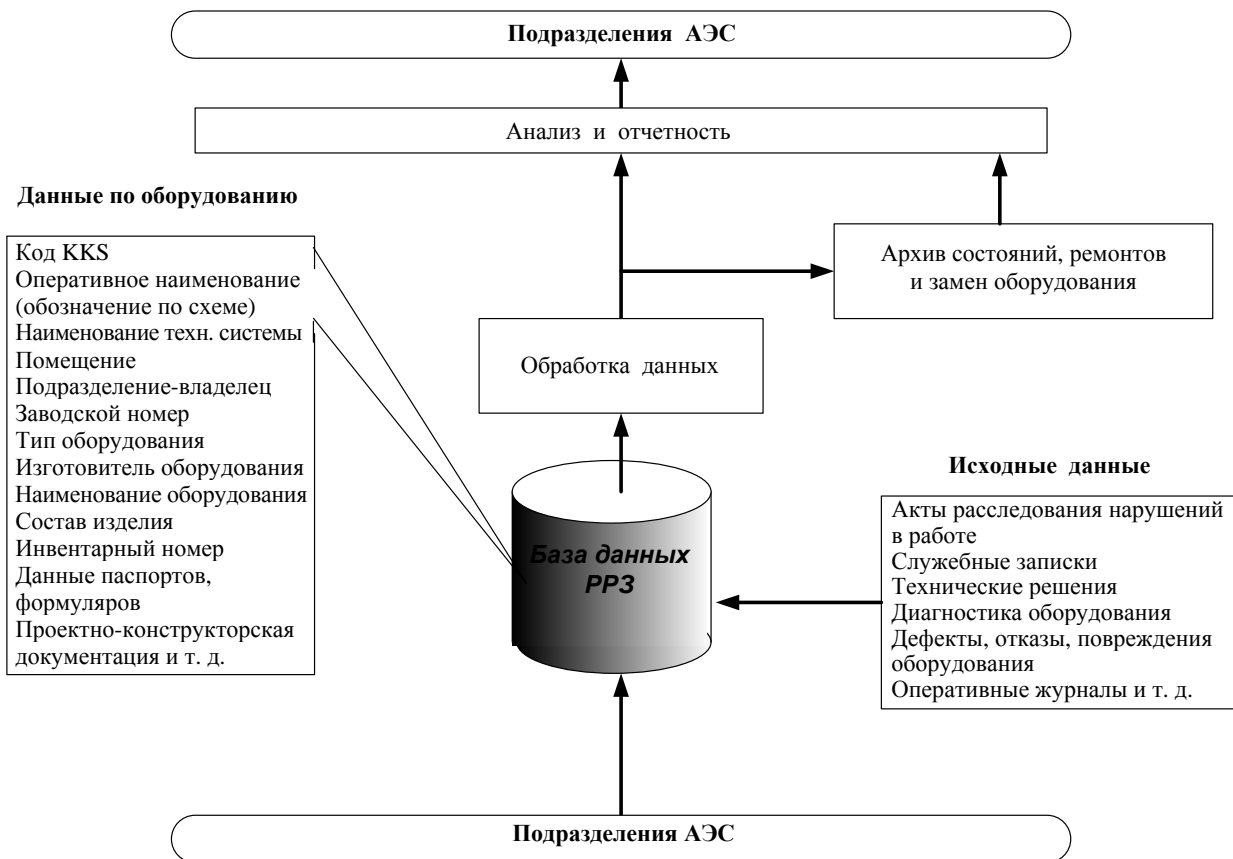 Подразделения АЭС
Анализ и отчетность
Данные по оборудованию
Код KKS
Оперативное наименование
(обозначение по схеме)
Наименование техн. системы
Помещение
Подразделение-владелец
Заводской номер
Тип оборудования
Изготовитель оборудования
Наименование оборудования
Состав изделия
Инвентарный номер
Данные паспортов,
формуляров
Проектно-конструкторская
документация и т. д.
Архив состояний, ремонтов
и замен оборудования
Обработка данных
База данных
РРЗ
Исходные данные
Акты расследования нарушений
в работе
Служебные записки
Технические решения
Диагностика оборудования
Дефекты, отказы, повреждения
оборудования
Оперативные журналы и т. д.
Подразделения АЭС